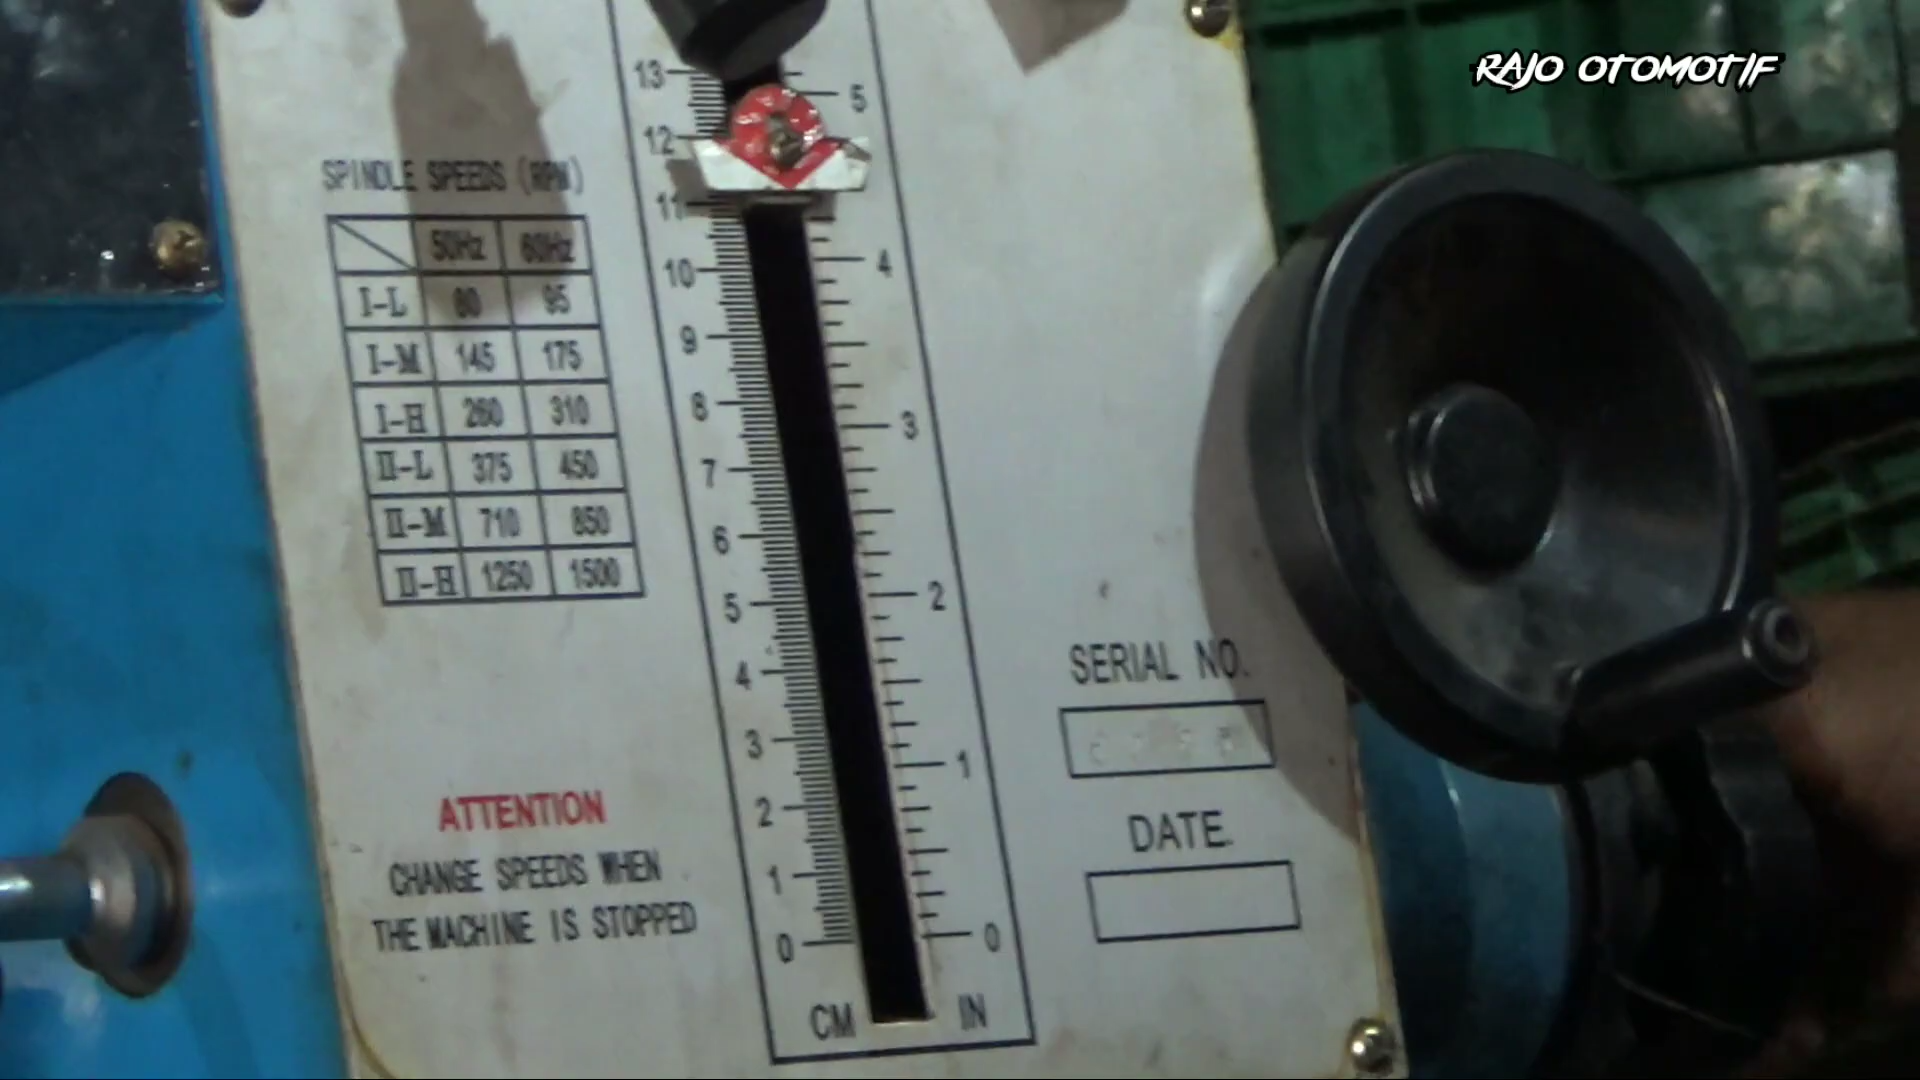 RAJO OTOMOTIF
SPINDLE SPEEDS (RPM)
50Hz 60Hz
I-L 80 95
I-M 145 175
I-H 260 310
II-L 375 450
II-M 710 850
II-H 1250 1500
ATTENTION
CHANGE SPEEDS WHEN
THE MACHINE IS STOPPED
13
12
11
10
9
8
7
6
5
4
3
2
1
0
CM
5
4
3
2
1
0
IN
SERIAL NO.
DATE.